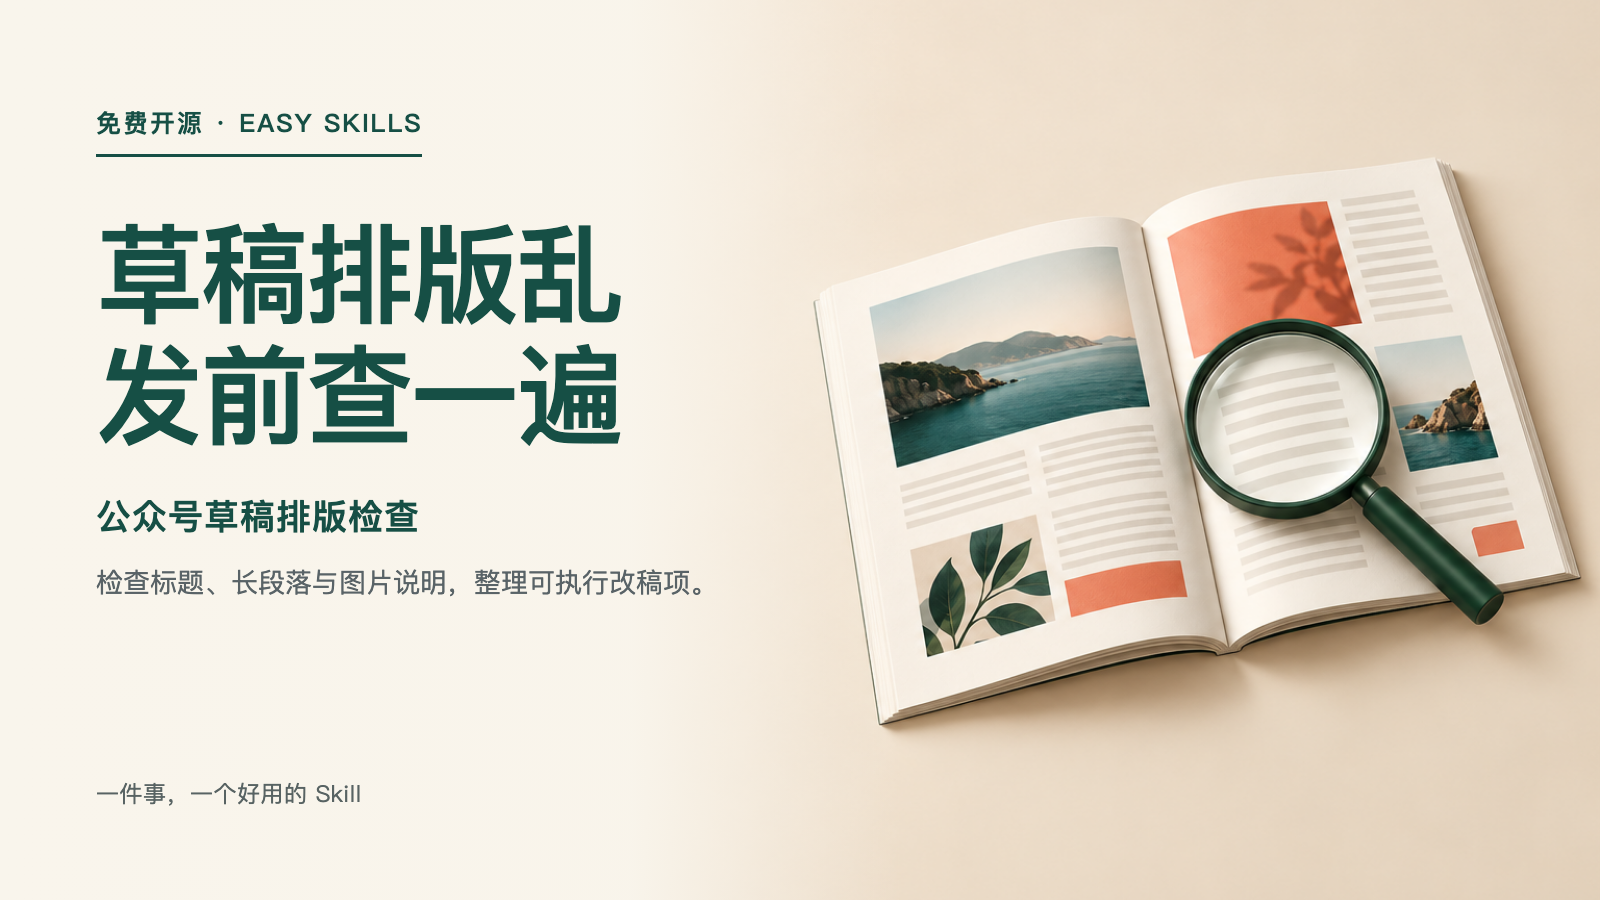 免费开源 · EASY SKILLS
草稿排版乱
发前查一遍
公众号草稿排版检查
检查标题、长段落与图片说明，整理可执行改稿项。
一件事，一个好用的 Skill